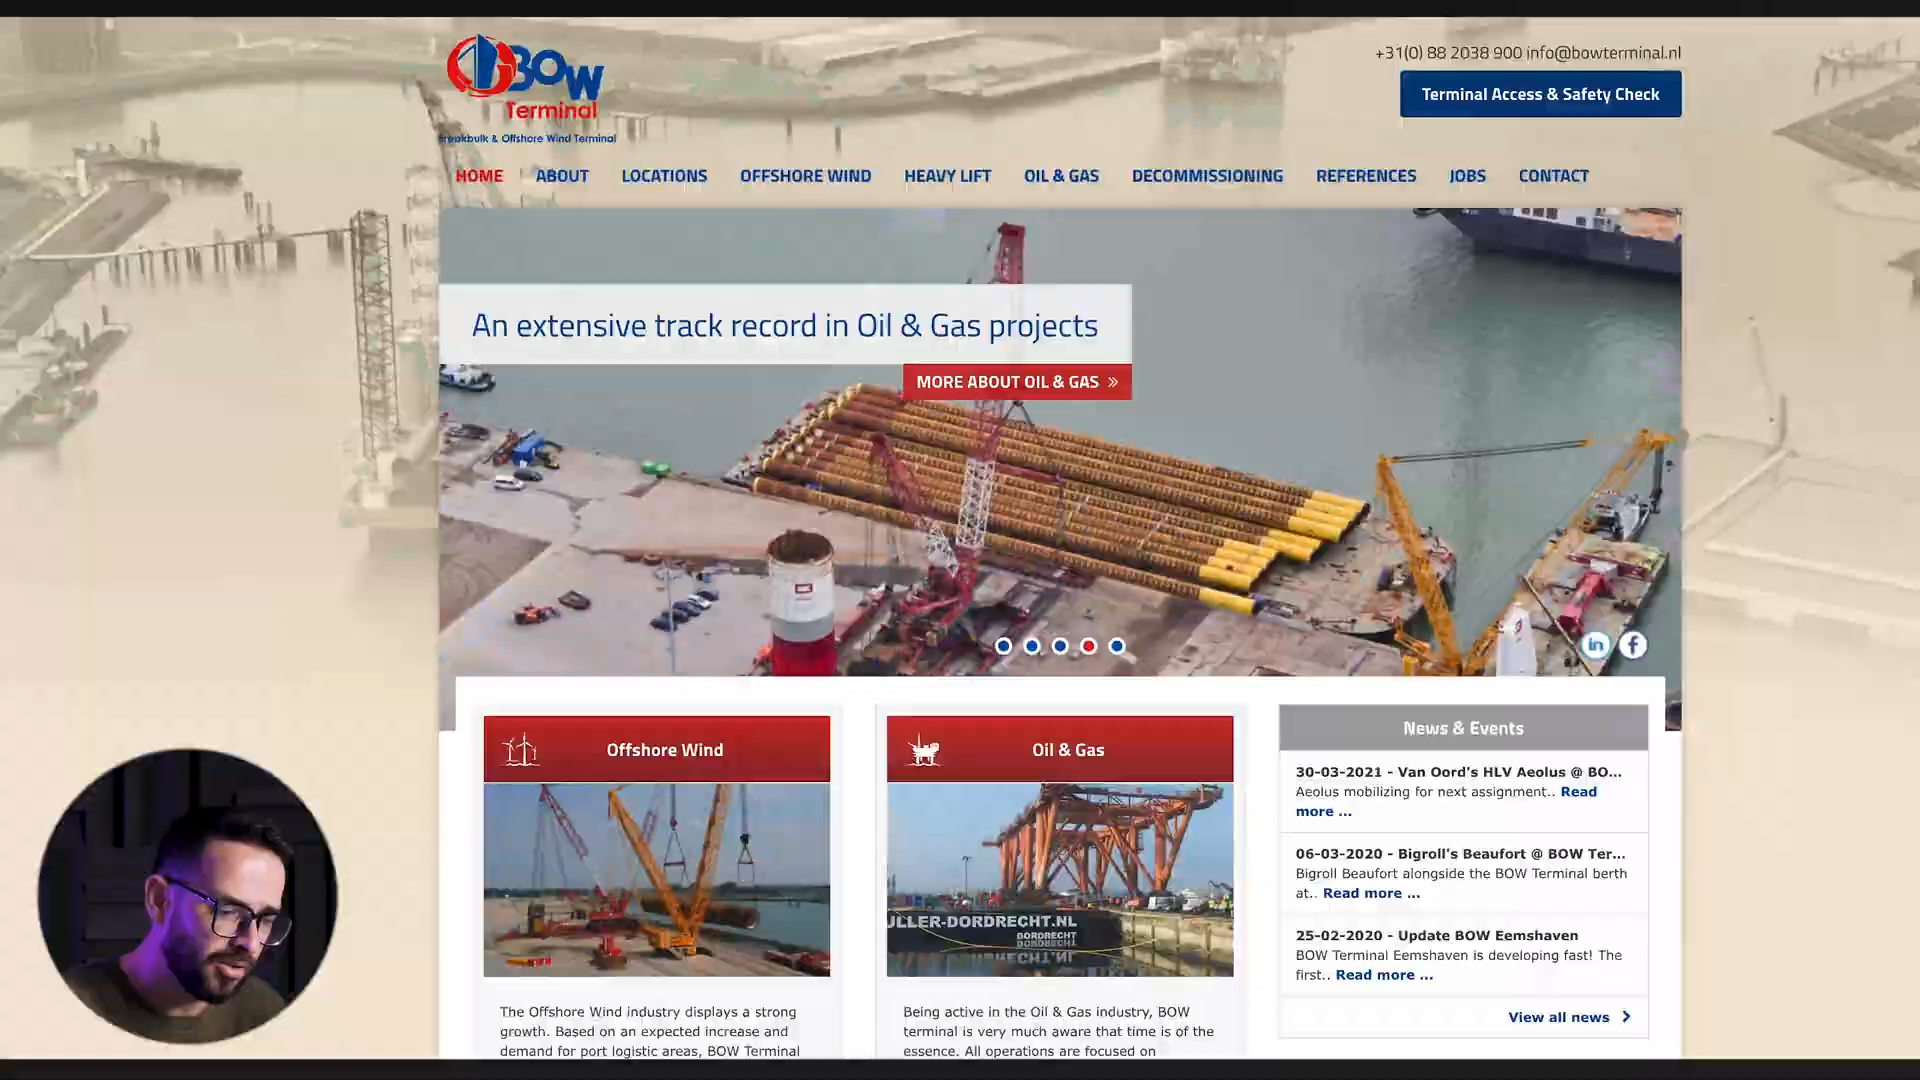 BOW
Terminal
Breakbulk & Offshore Wind Terminal
+31(0) 88 2038 900 info@bowterminal.nl
Terminal Access & Safety Check
HOME ABOUT LOCATIONS OFFSHORE WIND HEAVY LIFT OIL & GAS DECOMMISSIONING REFERENCES JOBS CONTACT
An extensive track record in Oil & Gas projects
MORE ABOUT OIL & GAS »
in f
Offshore Wind
The Offshore Wind industry displays a strong
growth. Based on an expected increase and
demand for port logistic areas, BOW Terminal
Oil & Gas
ULLER-DORDRECHT.NL
DORDRECHT
DORDRECHT
Being active in the Oil & Gas industry, BOW
terminal is very much aware that time is of the
essence. All operations are focused on
News & Events
30-03-2021 - Van Oord's HLV Aeolus @ BO...
Aeolus mobilizing for next assignment.. Read
more ...
06-03-2020 - Bigroll's Beaufort @ BOW Ter...
Bigroll Beaufort alongside the BOW Terminal berth
at.. Read more ...
25-02-2020 - Update BOW Eemshaven
BOW Terminal Eemshaven is developing fast! The
first.. Read more ...
View all news